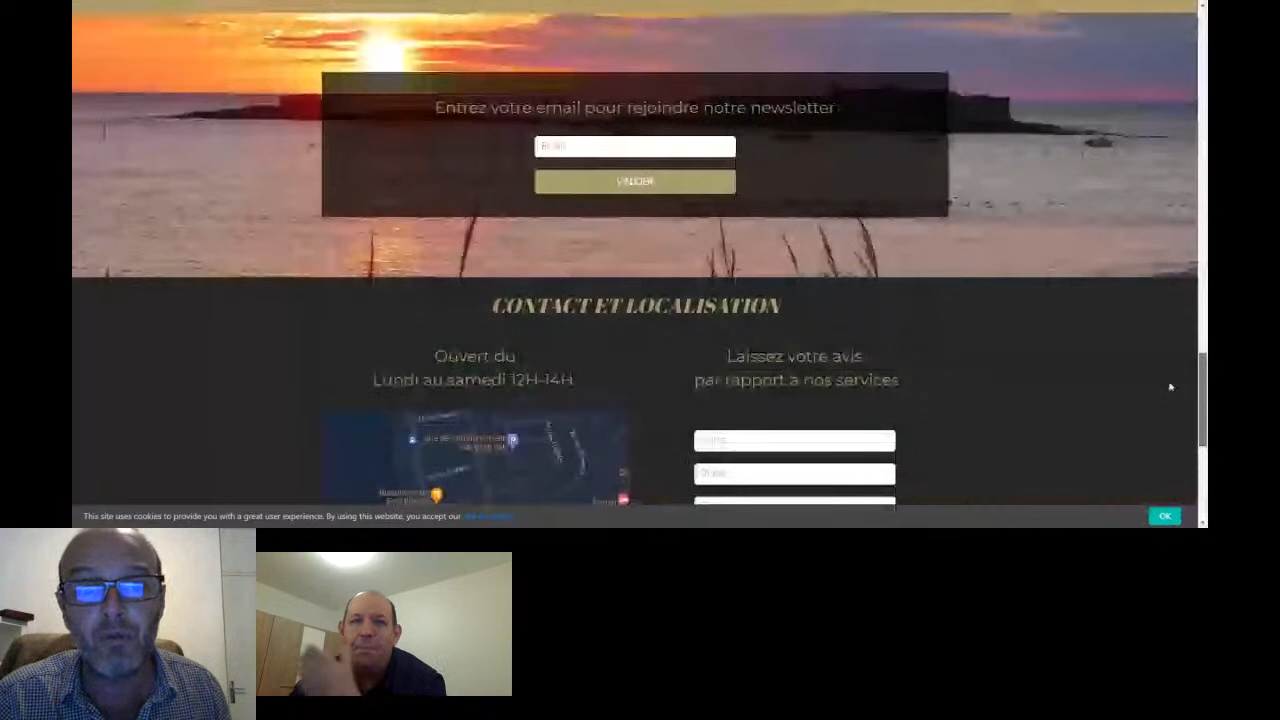 Entrez votre email pour rejoindre notre newsletter
Email
VALIDER
CONTACT ET LOCALISATION
Ouvert du
Lundi au samedi 12H-14H
Laissez votre avis
par rapport a nos services
This site uses cookies to provide you with a great user experience. By using this website, you accept our
OK